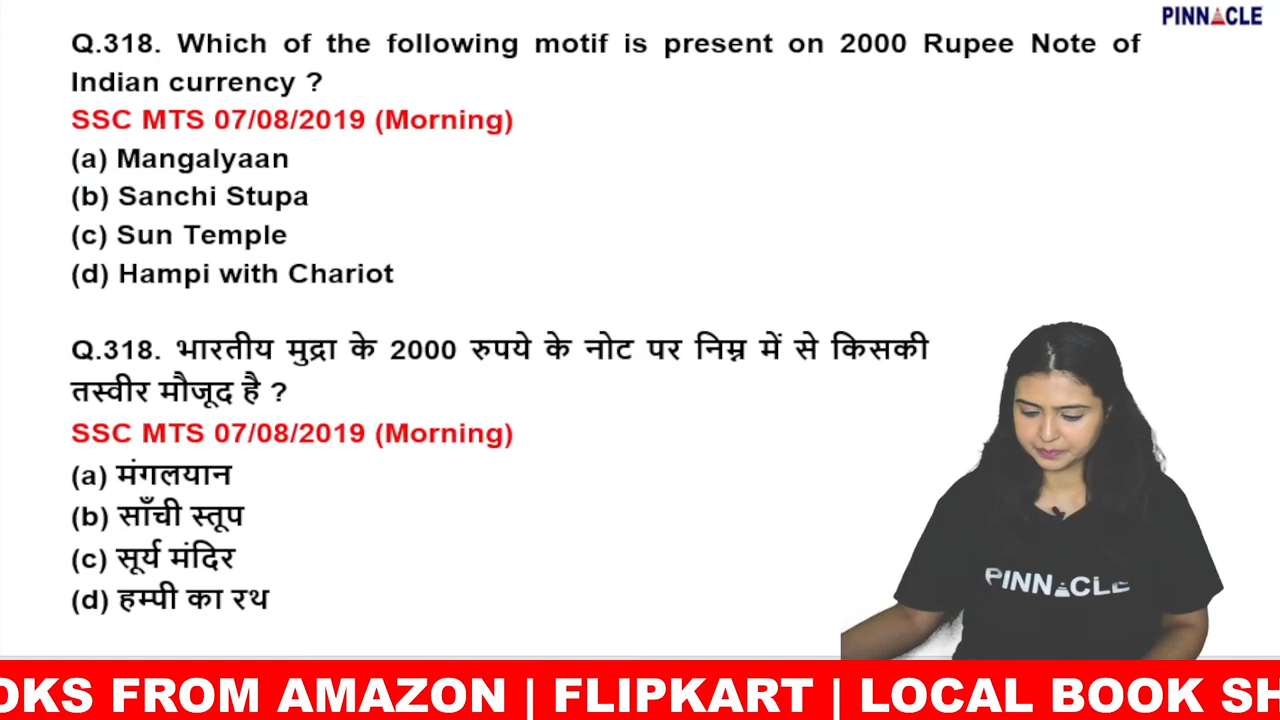 PINNACLE
Q.318. Which of the following motif is present on 2000 Rupee Note of
Indian currency ?
SSC MTS 07/08/2019 (Morning)
(a) Mangalyaan
(b) Sanchi Stupa
(c) Sun Temple
(d) Hampi with Chariot
Q.318. भारतीय मुद्रा के 2000 रुपये के नोट पर निम्न में से किसकी
तस्वीर मौजूद है ?
SSC MTS 07/08/2019 (Morning)
(a) मंगलयान
(b) साँची स्तूप
(c) सूर्य मंदिर
(d) हम्पी का रथ
PINNACLE
OKS FROM AMAZON | FLIPKART | LOCAL BOOK SH